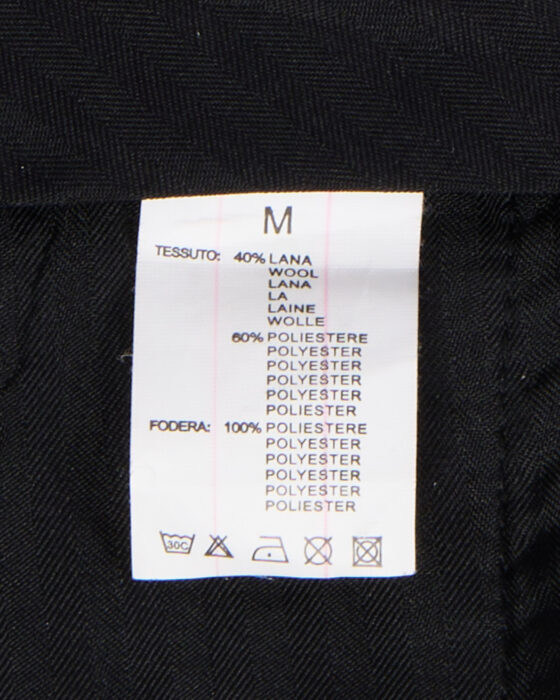 M
TESSUTO: 40% LANA
WOOL
LANA
LA
LAINE
WOLLE
60% POLIESTERE
POLYESTER
POLYESTER
POLYESTER
POLYESTER
POLIESTER
FODERA: 100% POLIESTERE
POLYESTER
POLYESTER
POLYESTER
POLYESTER
POLIESTER
30C